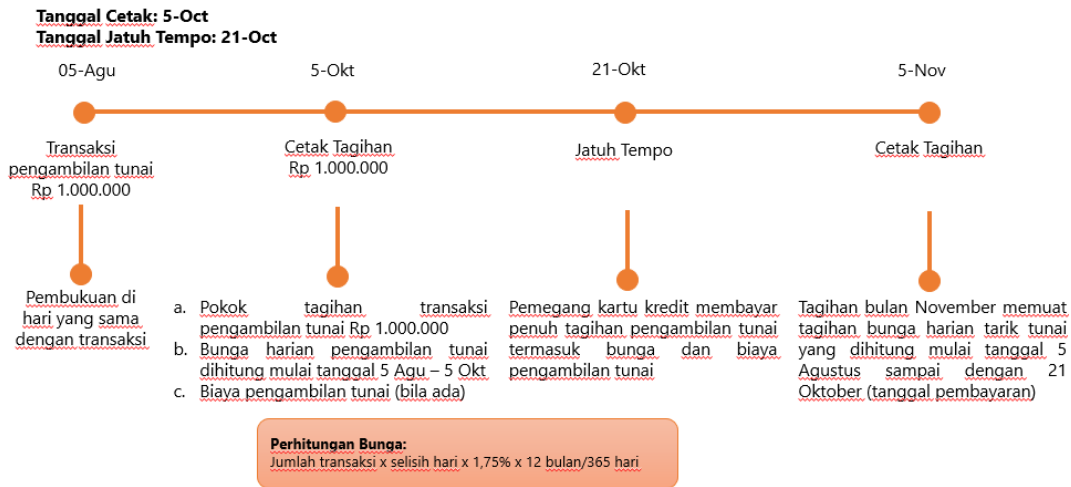 Tanggal Cetak: 5-Oct
Tanggal Jatuh Tempo: 21-Oct
05-Agu
5-Okt
21-Okt
5-Nov
Transaksi
pengambilan tunai
Rp 1.000.000
Cetak Tagihan
Rp 1.000.000
Jatuh Tempo
Cetak Tagihan
Pembukuan di
hari yang sama
dengan transaksi
a. Pokok tagihan transaksi
pengambilan tunai Rp 1.000.000
b. Bunga harian pengambilan tunai
dihitung mulai tanggal 5 Agu – 5 Okt
c. Biaya pengambilan tunai (bila ada)
Pemegang kartu kredit membayar
penuh tagihan pengambilan tunai
termasuk bunga dan biaya
pengambilan tunai
Tagihan bulan November memuat
tagihan bunga harian tarik tunai
yang dihitung mulai tanggal 5
Agustus sampai dengan 21
Oktober (tanggal pembayaran)
Perhitungan Bunga:
Jumlah transaksi x selisih hari x 1,75% x 12 bulan/365 hari